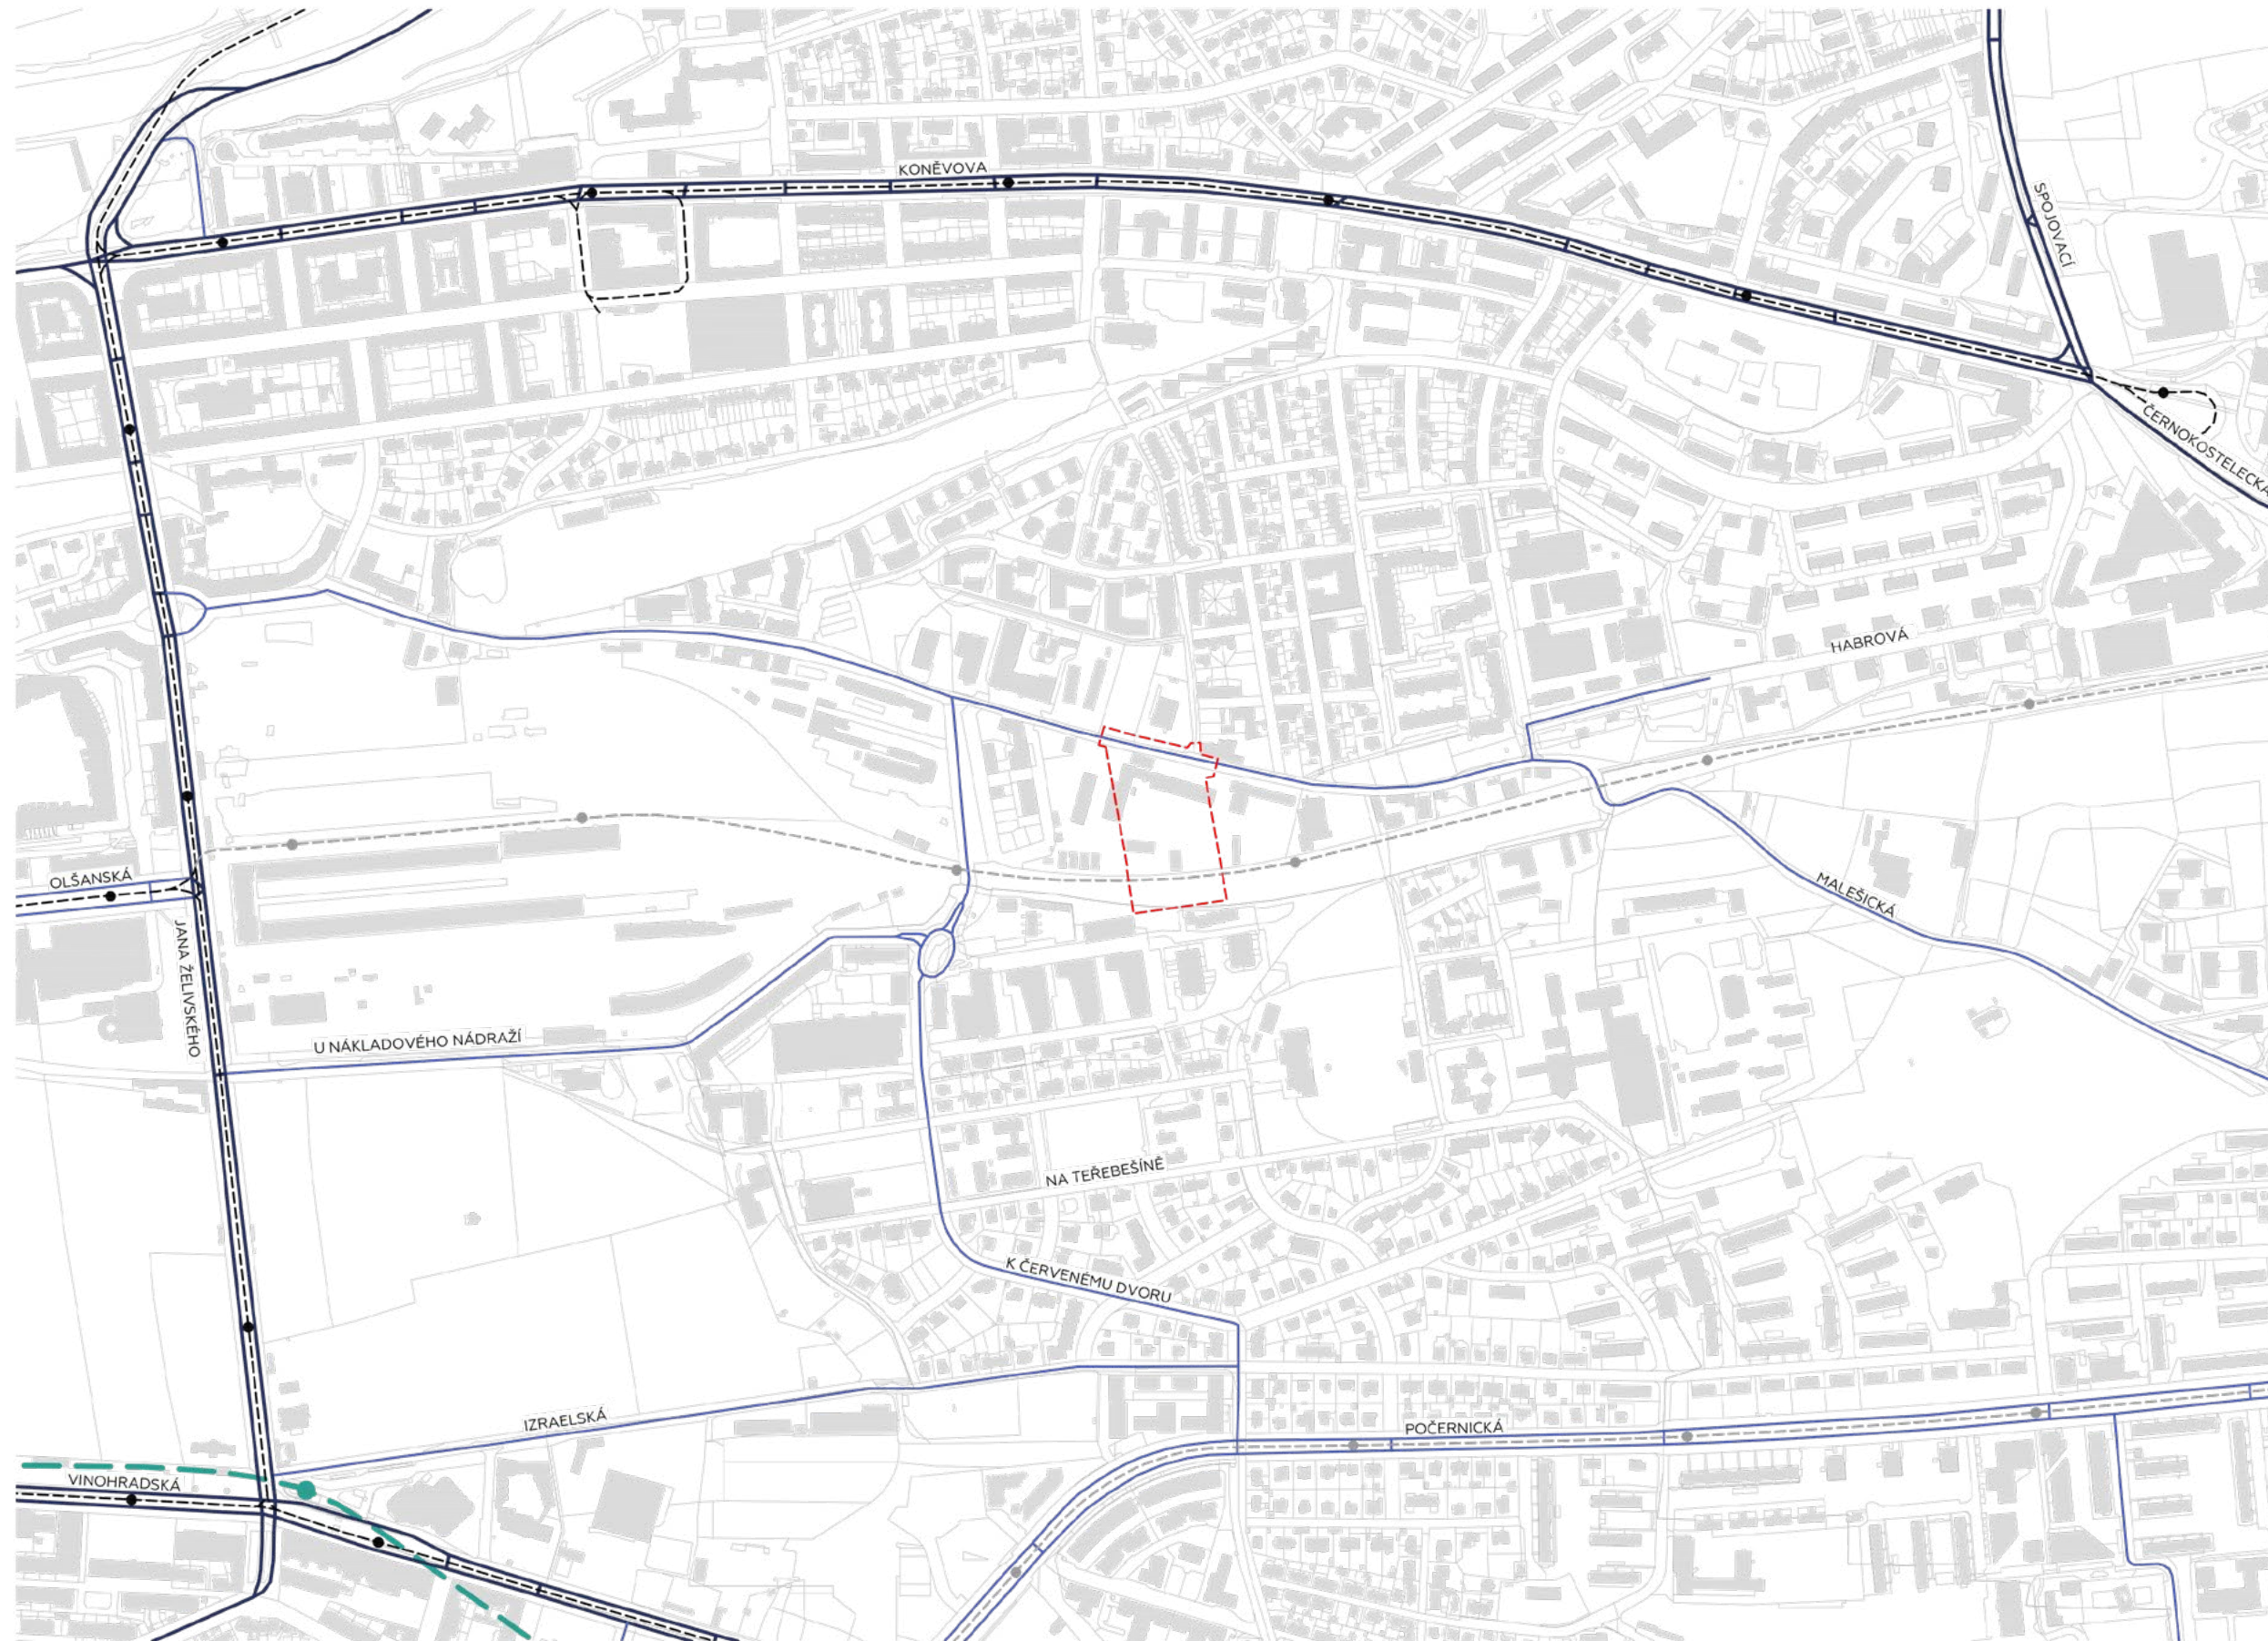 KONĚVOVA
SPOJOVACÍ
ČERNOKOSTELECKÁ
HABROVÁ
OLŠANSKÁ
MALEŠICKÁ
JANA ŽELIVSKÉHO
U NÁKLADOVÉHO NÁDRAŽÍ
NA TEŘEBEŠÍNĚ
K ČERVENÉMU DVORU
IZRAELSKÁ
POČERNICKÁ
VINOHRADSKÁ